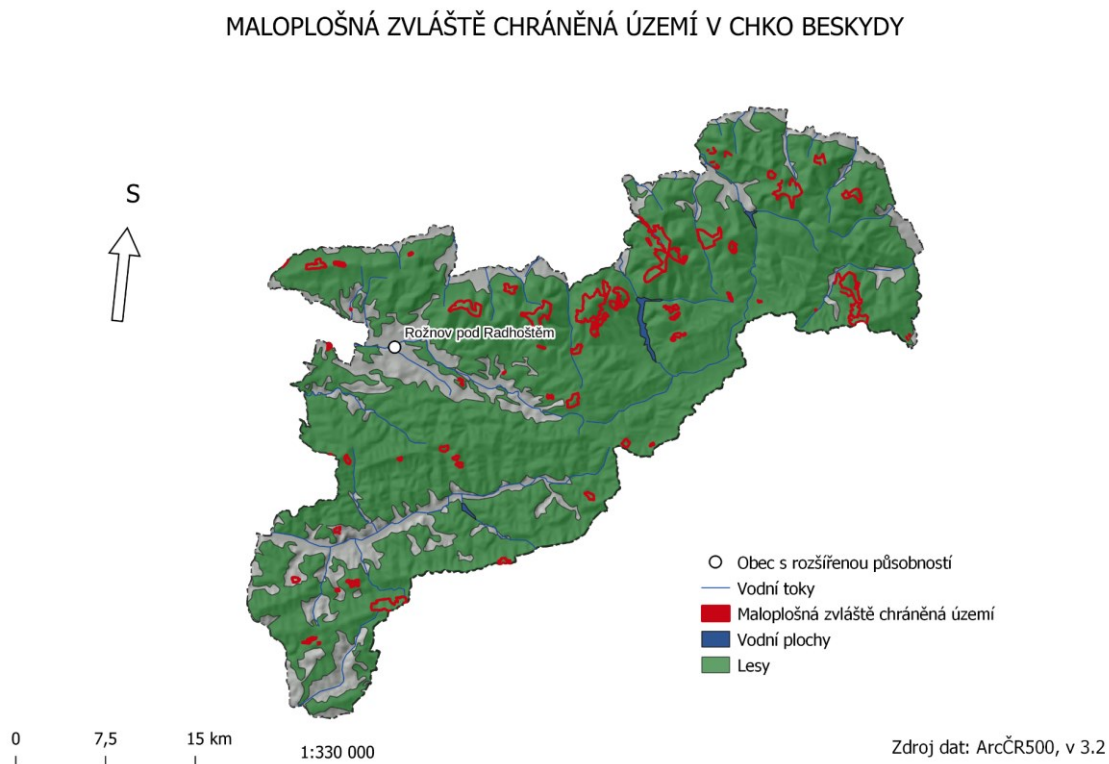 MALOPLOŠNÁ ZVLÁŠTĚ CHRÁNĚNÁ ÚZEMÍ V CHKO BESKYDY
S
Rožnov pod Radhoštěm
Obec s rozšířenou působností
Vodní toky
Maloplošná zvláště chráněná území
Vodní plochy
Lesy
0 7,5 15 km
1:330 000
Zdroj dat: ArcČR500, v 3.2